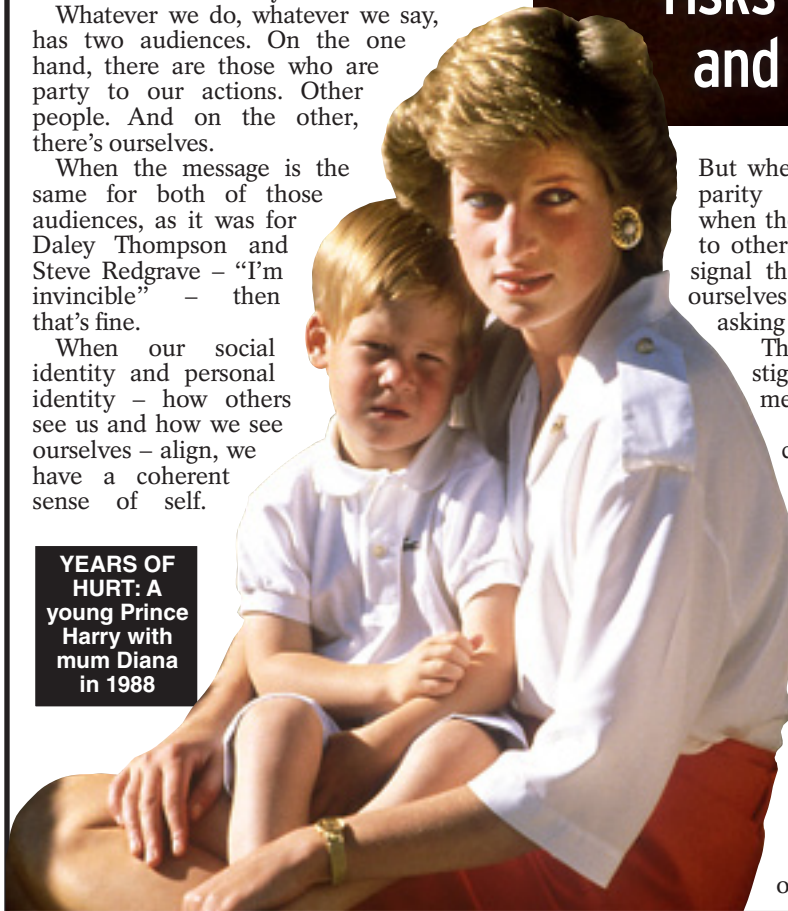 Whatever we do, whatever we say,
has two audiences. On the one
hand, there are those who are
party to our actions. Other
people. And on the other,
there's ourselves.
When the message is the
same for both of those
audiences, as it was for
Daley Thompson and
Steve Redgrave – “I'm
invincible” – then
that's fine.
When our social
identity and personal
identity – how others
see us and how we see
ourselves – align, we
have a coherent
sense of self.
YEARS OF
HURT: A
young Prince
Harry with
mum Diana
in 1988
risks
and
But whe
parity
when th
to other
signal th
ourselves
asking
Th
stig
me